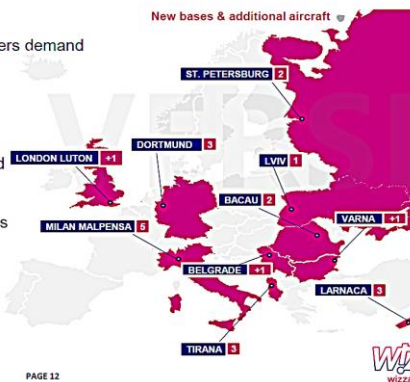 New bases & additional aircraft
ers demand
ST. PETERSBURG 2
DORTMUND 3
d
LONDON LUTON +1
LVIV 1
BACAU 2
s
VARNA +1
MILAN MALPENSA 5
BELGRADE +1
LARNACA 3
TIRANA 3
PAGE 12
wizza